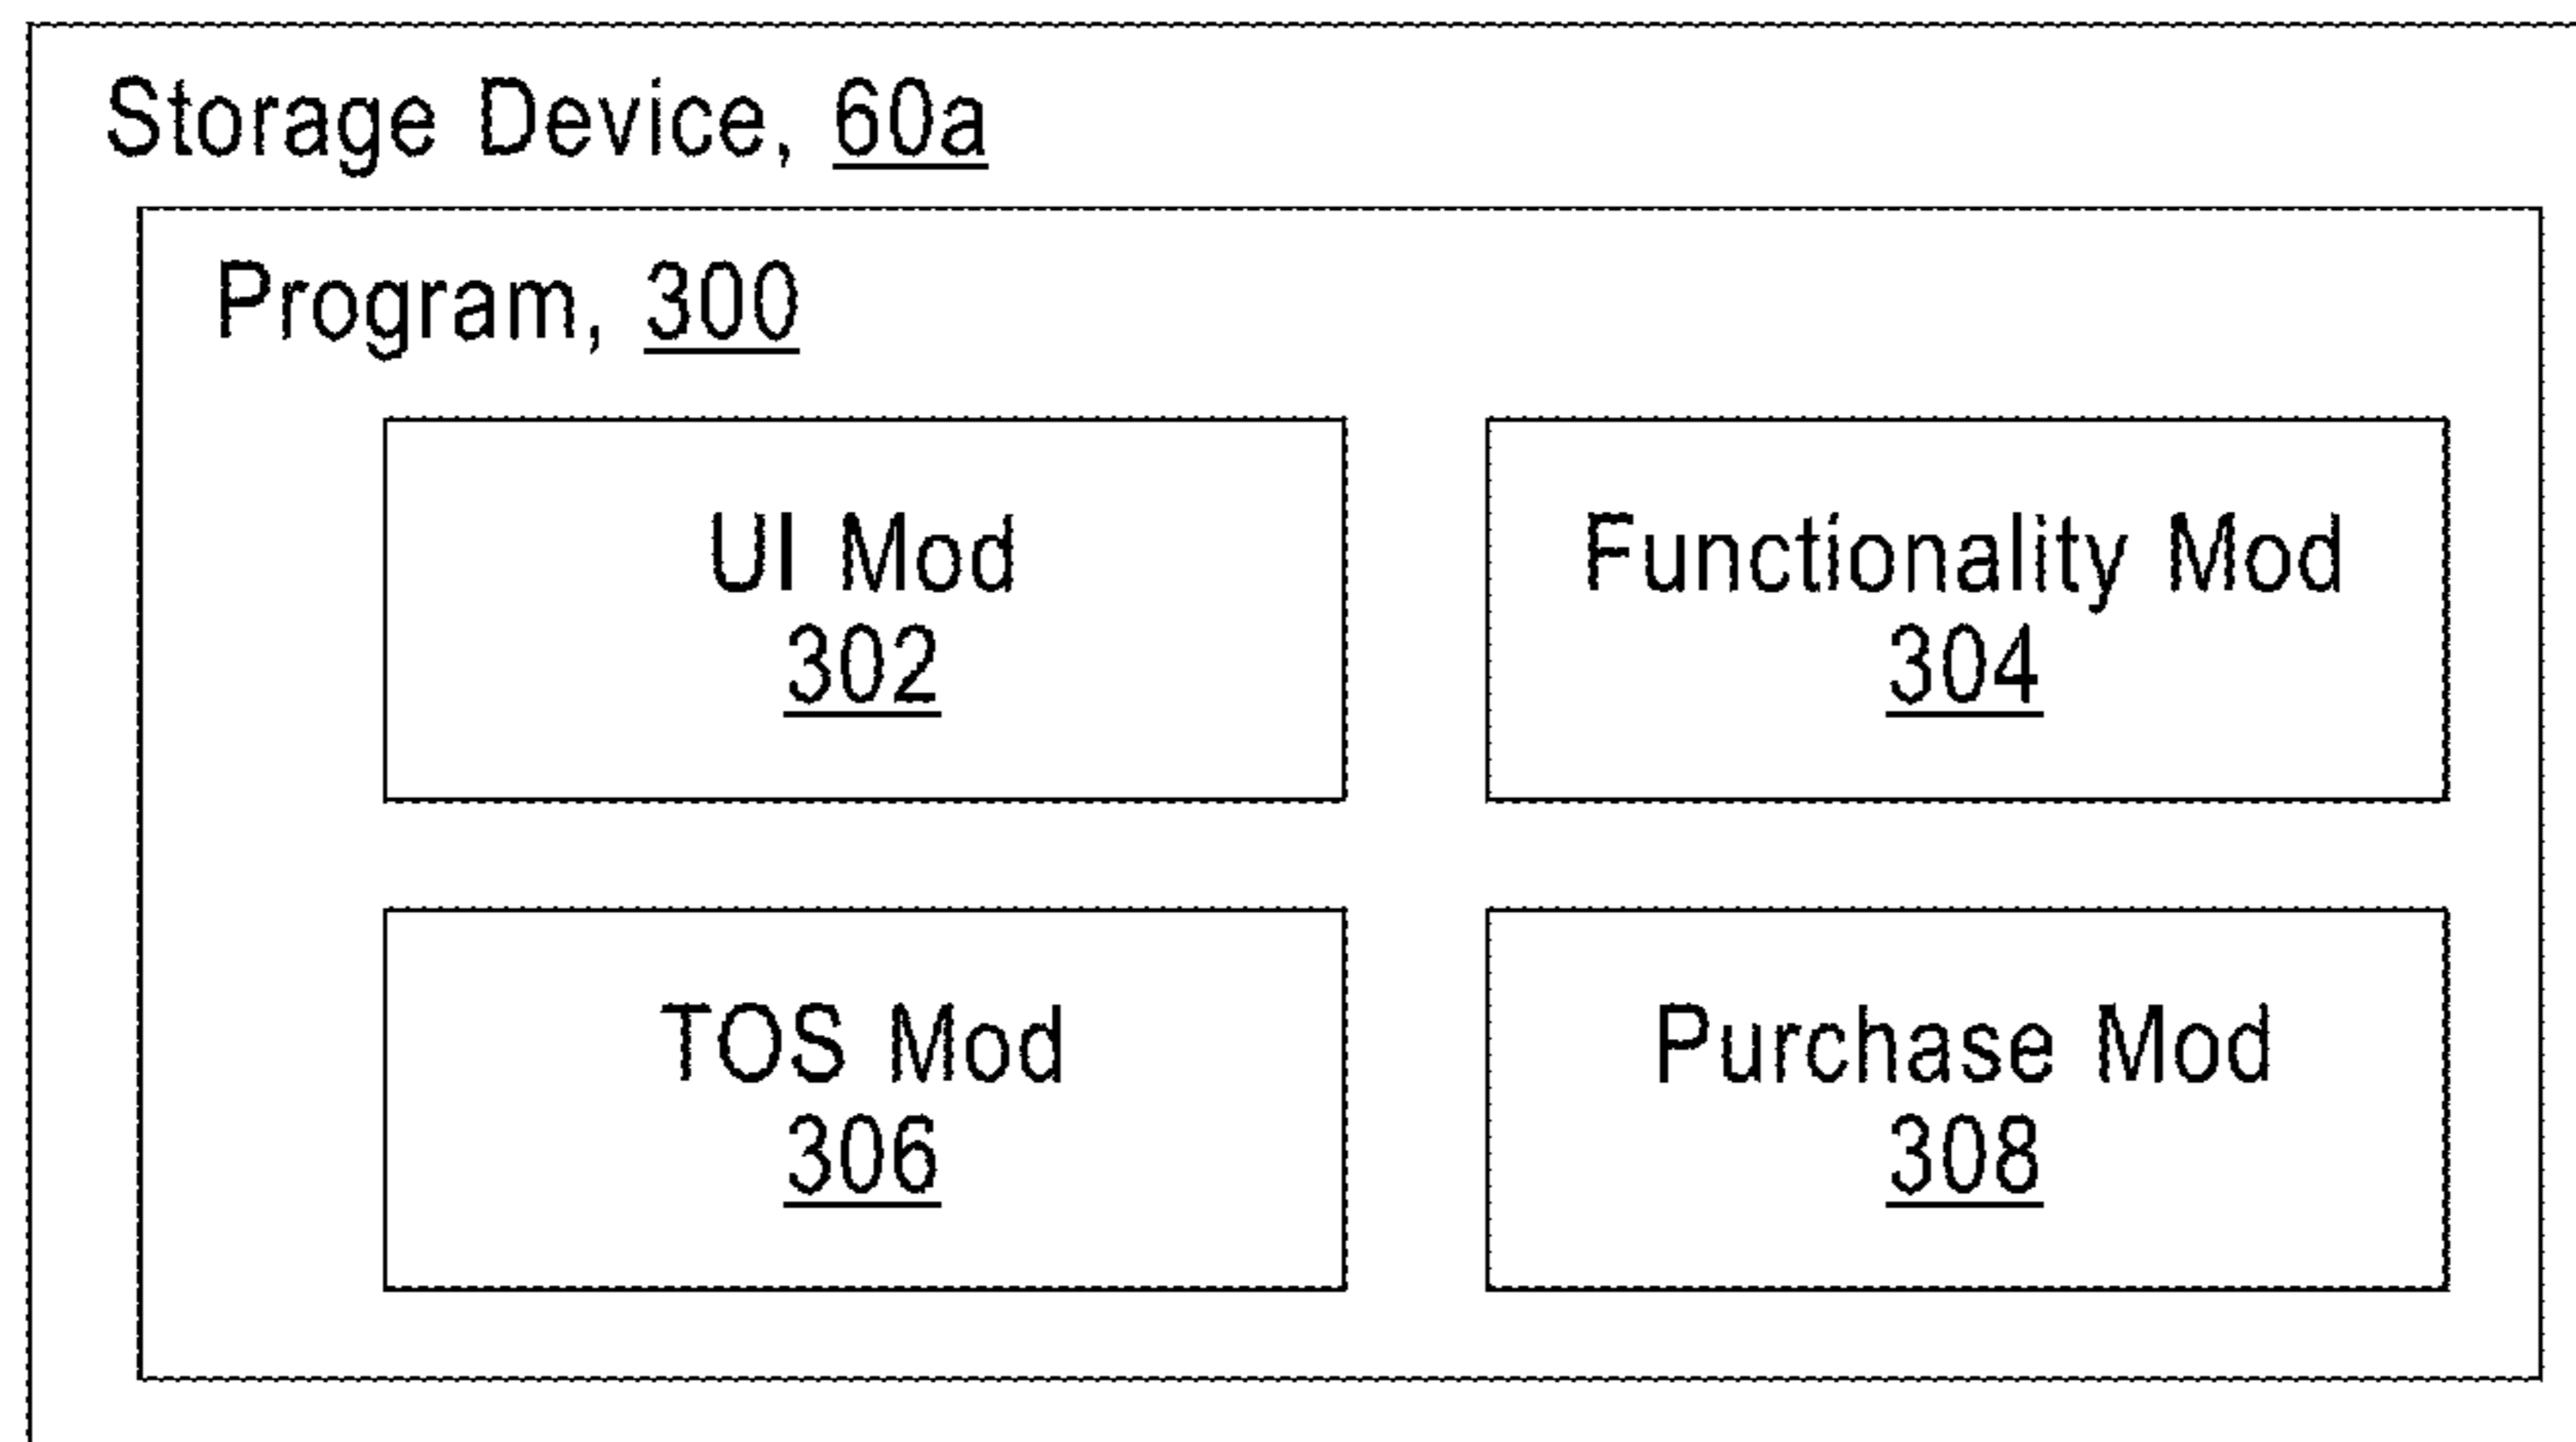 Storage Device, 60a
Program, 300
UI Mod
302
Functionality Mod
304
TOS Mod
306
Purchase Mod
308